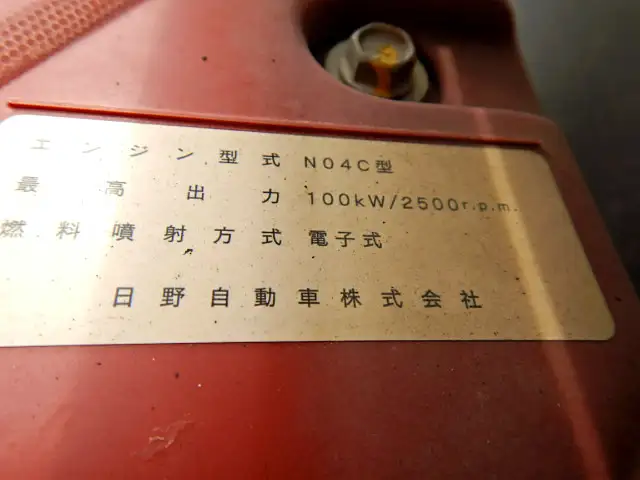 エンジン型式 N04C型
最高出力 100kW/2500r.p.m.
燃料噴射方式 電子式
日野自動車株式会社